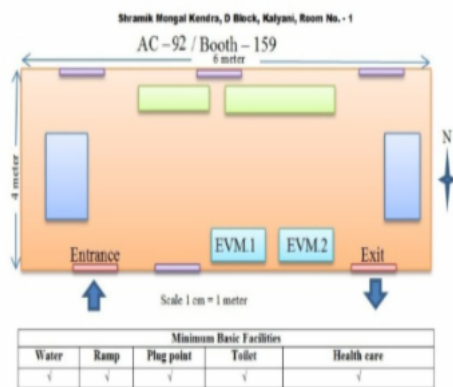 Shramik Mongal Kendra, D Block, Kalyani, Room No. - 1
AC – 92 / Booth – 159
6 meter
4 meter
N
EVM.1 EVM.2
Entrance Exit
Scale 1 cm = 1 meter
Minimum Basic Facilities
Water Ramp Plug point Toilet Health care
√ √ √ √ √